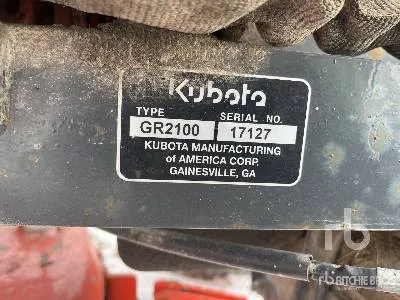 Kubota
TYPE SERIAL NO.
GR2100 17127
KUBOTA MANUFACTURING
of AMERICA CORP.
GAINESVILLE, GA
rb
RITCHIE BROS